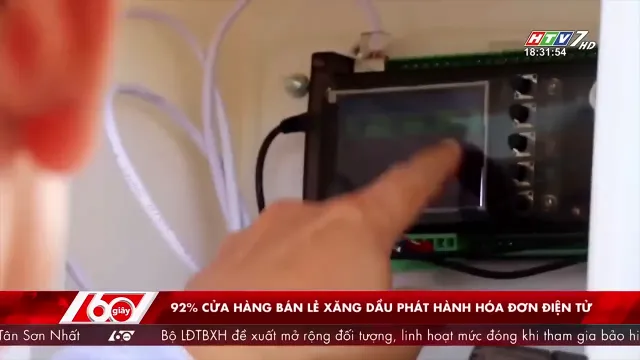 HTV7 HD
18:31:54
60 giây
92% CỬA HÀNG BÁN LẺ XĂNG DẦU PHÁT HÀNH HÓA ĐƠN ĐIỆN TỬ
Tân Sơn Nhất 60 Bộ LĐTBXH đề xuất mở rộng đối tượng, linh hoạt mức đóng khi tham gia bảo hi